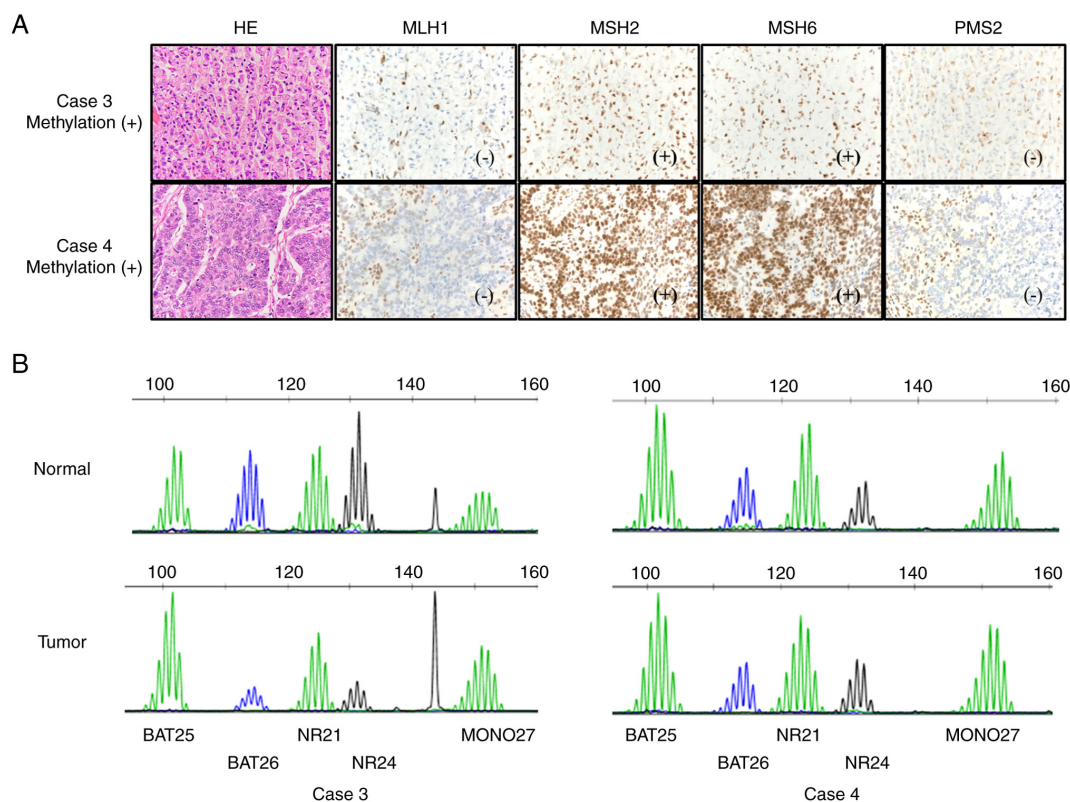 A
HE MLH1 MSH2 MSH6 PMS2
Case 3
Methylation (+)
(-) (+) (+) (-)
Case 4
Methylation (+)
(-) (+) (+) (-)
B
100 120 140 160 100 120 140 160
Normal
100 120 140 160 100 120 140 160
Tumor
BAT25 NR21 MONO27 BAT25 NR21 MONO27
BAT26 NR24 BAT26 NR24
Case 3 Case 4